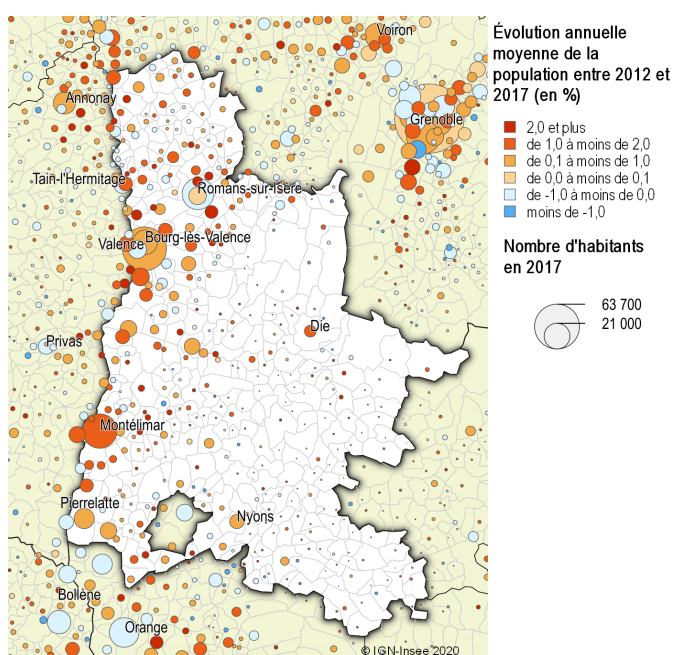 Évolution annuelle
moyenne de la
population entre 2012 et
2017 (en %)
2,0 et plus
de 1,0 à moins de 2,0
de 0,1 à moins de 1,0
de 0,0 à moins de 0,1
de -1,0 à moins de 0,0
moins de -1,0
Nombre d'habitants
en 2017
63 700
21 000
Voiron
Annonay
Grenoble
Tain-l'Hermitage
Romans-sur-Isère
Valence
Bourg-lès-Valence
Die
Privas
Montélimar
Pierrelatte
Nyons
Bollène
Orange
© IGN-Insee 2020